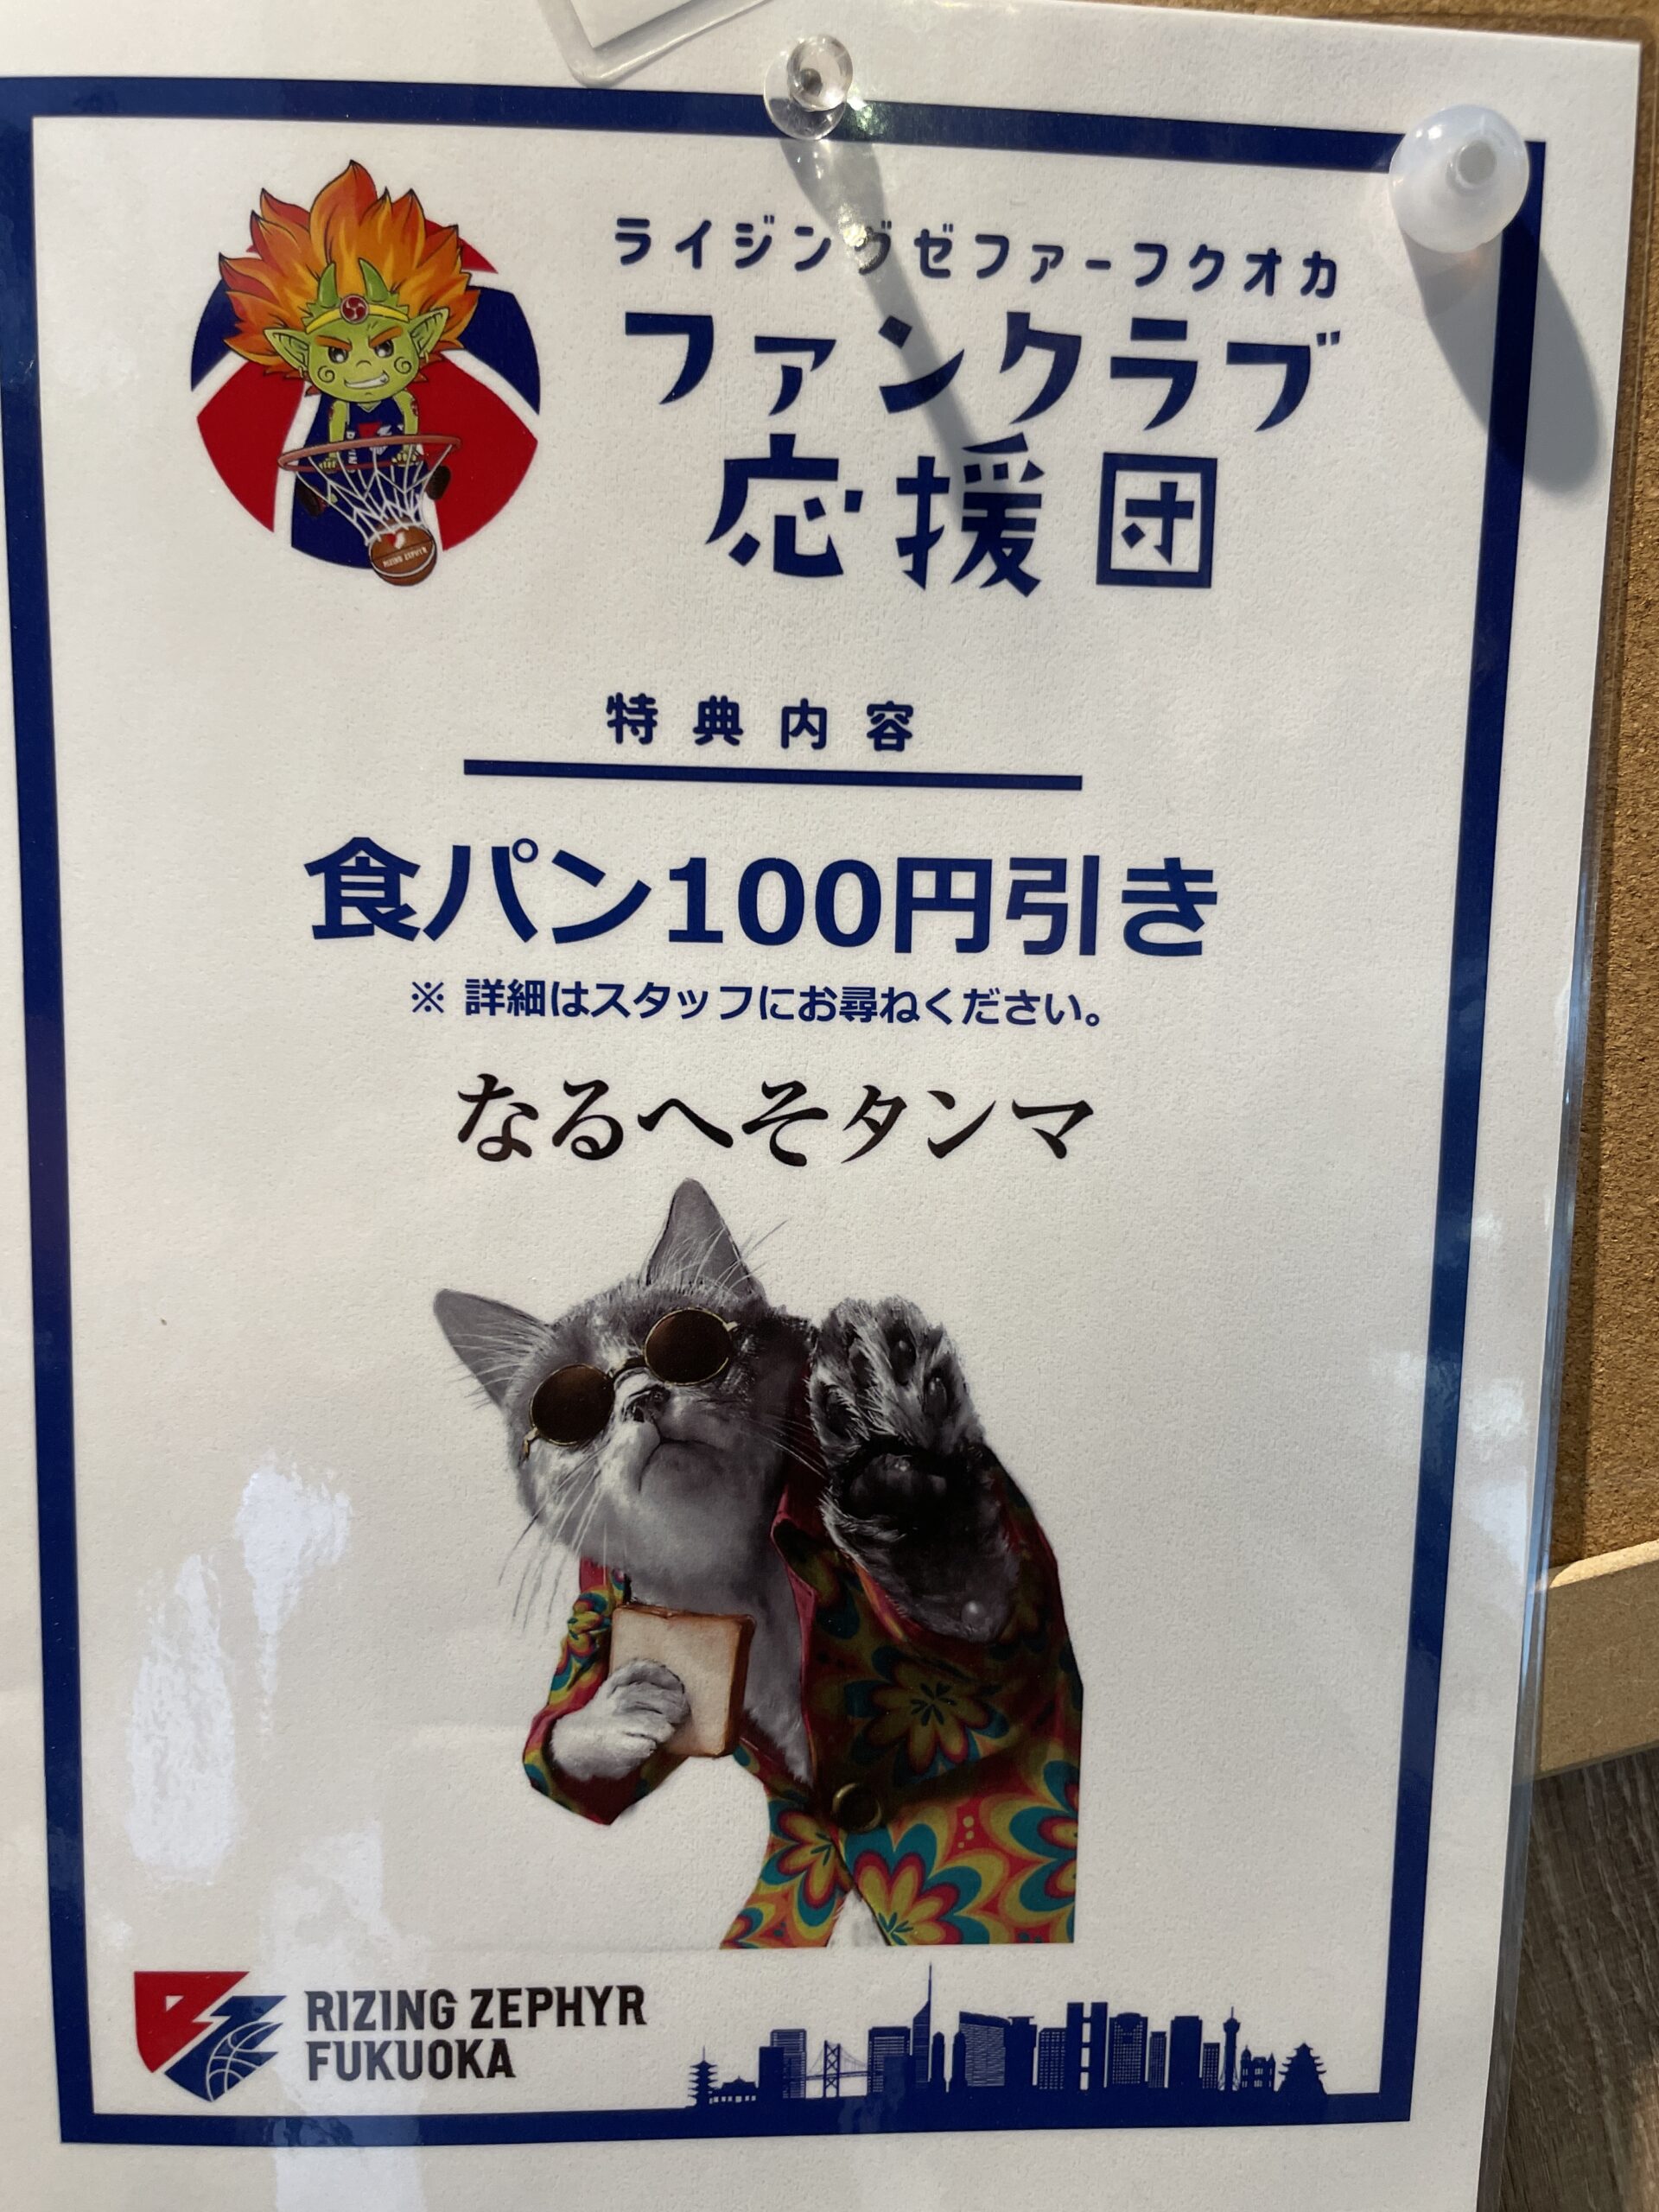 ライジングゼファーフクオカ
ファンクラブ
応援団
特典内容
食パン100円引き
※ 詳細はスタッフにお尋ねください。
なるへそタンマ
RIZING ZEPHYR
FUKUOKA